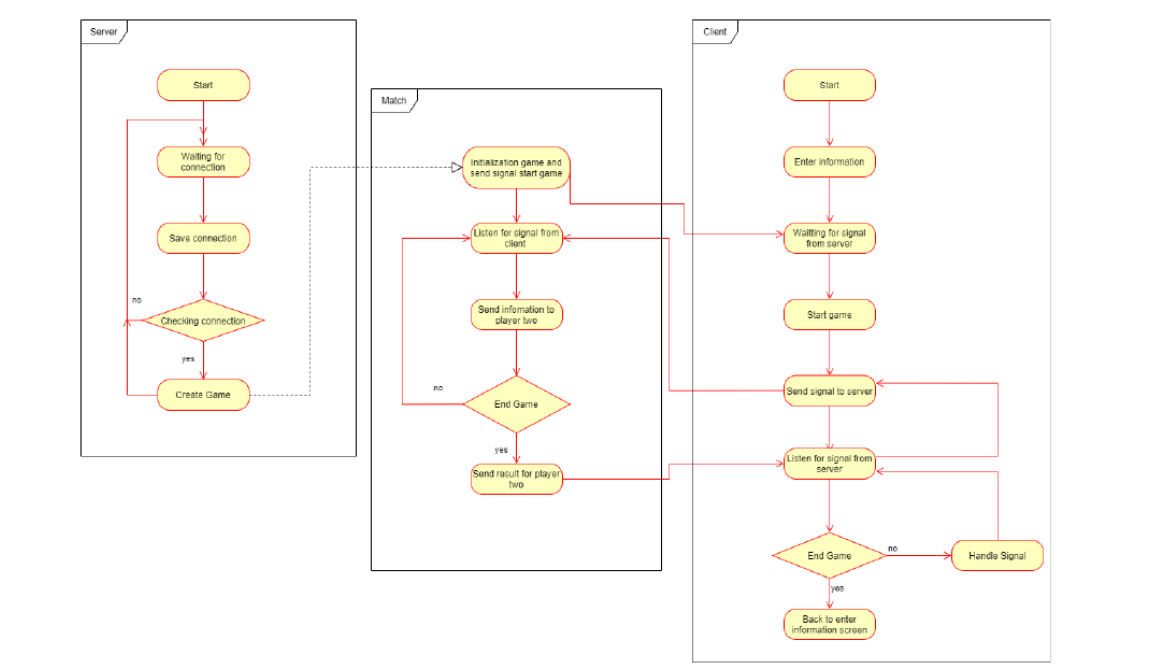 Server
Start
Waiting for
connection
Save connection
no
Checking connection
yes
Create Game
Match
Initialization game and
send signal start game
Listen for signal from
client
Send infomation to
player two
no
End Game
yes
Send result for player
two
Client
Start
Enter information
Waitting for signal
from server
Start game
Send signal to server
Listen for signal from
server
End Game
no
Handle Signal
yes
Back to enter
information screen